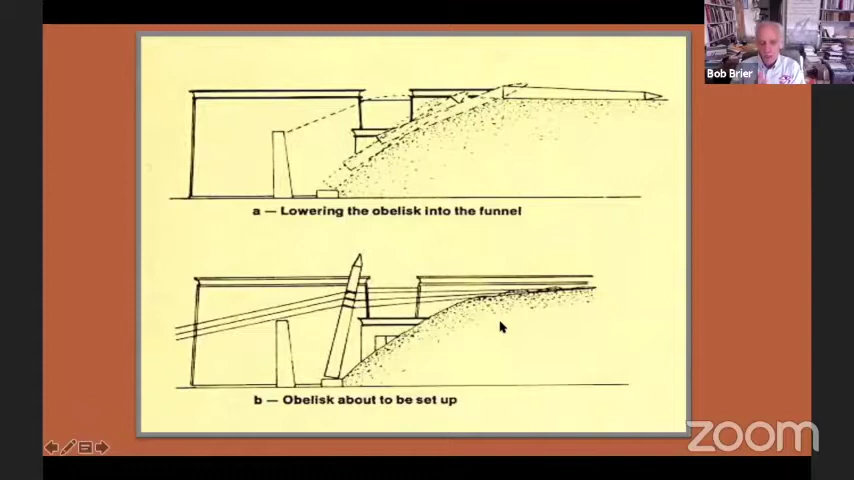 Bob Brier
a — Lowering the obelisk into the funnel
b — Obelisk about to be set up
zoom